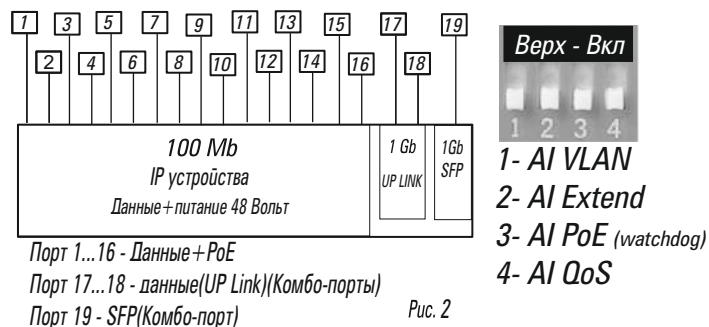 1 3 5 7 9 11 13 15 17 19
2 4 6 8 10 12 14 16 18
100 Mb
IP устройства
Данные+питание 48 Вольт
1 Gb
UP LINK
1Gb
SFP
Порт 1...16 - Данные+PoE
Порт 17...18 - данные(UP Link)(Комбо-порты)
Порт 19 - SFP(Комбо-порт)
Рис. 2
Верх - Вкл
1 2 3 4
1- AI VLAN
2- AI Extend
3- AI PoE (watchdog)
4- AI QoS